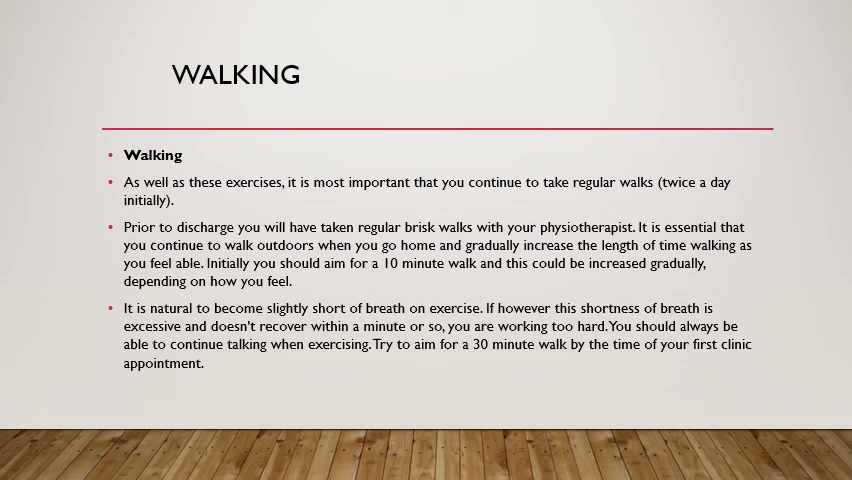 WALKING
• Walking
• As well as these exercises, it is most important that you continue to take regular walks (twice a day
initially).
• Prior to discharge you will have taken regular brisk walks with your physiotherapist. It is essential that
you continue to walk outdoors when you go home and gradually increase the length of time walking as
you feel able. Initially you should aim for a 10 minute walk and this could be increased gradually,
depending on how you feel.
• It is natural to become slightly short of breath on exercise. If however this shortness of breath is
excessive and doesn't recover within a minute or so, you are working too hard. You should always be
able to continue talking when exercising. Try to aim for a 30 minute walk by the time of your first clinic
appointment.